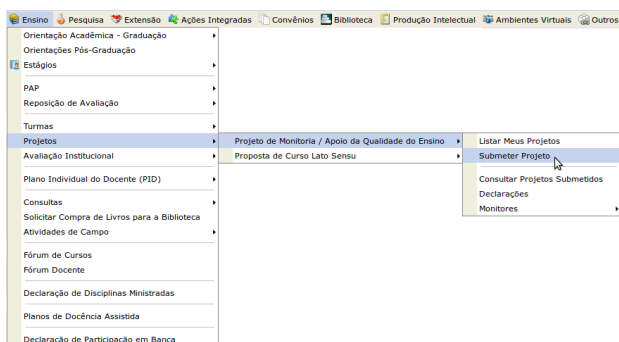 Ensino Pesquisa Extensão Ações Integradas Convênios Biblioteca Produção Intelectual Ambientes Virtuais Outros
Orientação Acadêmica - Graduação
Orientações Pós-Graduação
Estágios
PAP
Reposição de Avaliação
Turmas
Projetos
Avaliação Institucional
Plano Individual do Docente (PID)
Consultas
Solicitar Compra de Livros para a Biblioteca
Atividades de Campo
Fórum de Cursos
Fórum Docente
Declaração de Disciplinas Ministradas
Planos de Docência Assistida
Declaração de Participação em Banca
Projeto de Monitoria / Apoio da Qualidade do Ensino
Proposta de Curso Lato Sensu
Listar Meus Projetos
Submeter Projeto
Consultar Projetos Submetidos
Declarações
Monitores